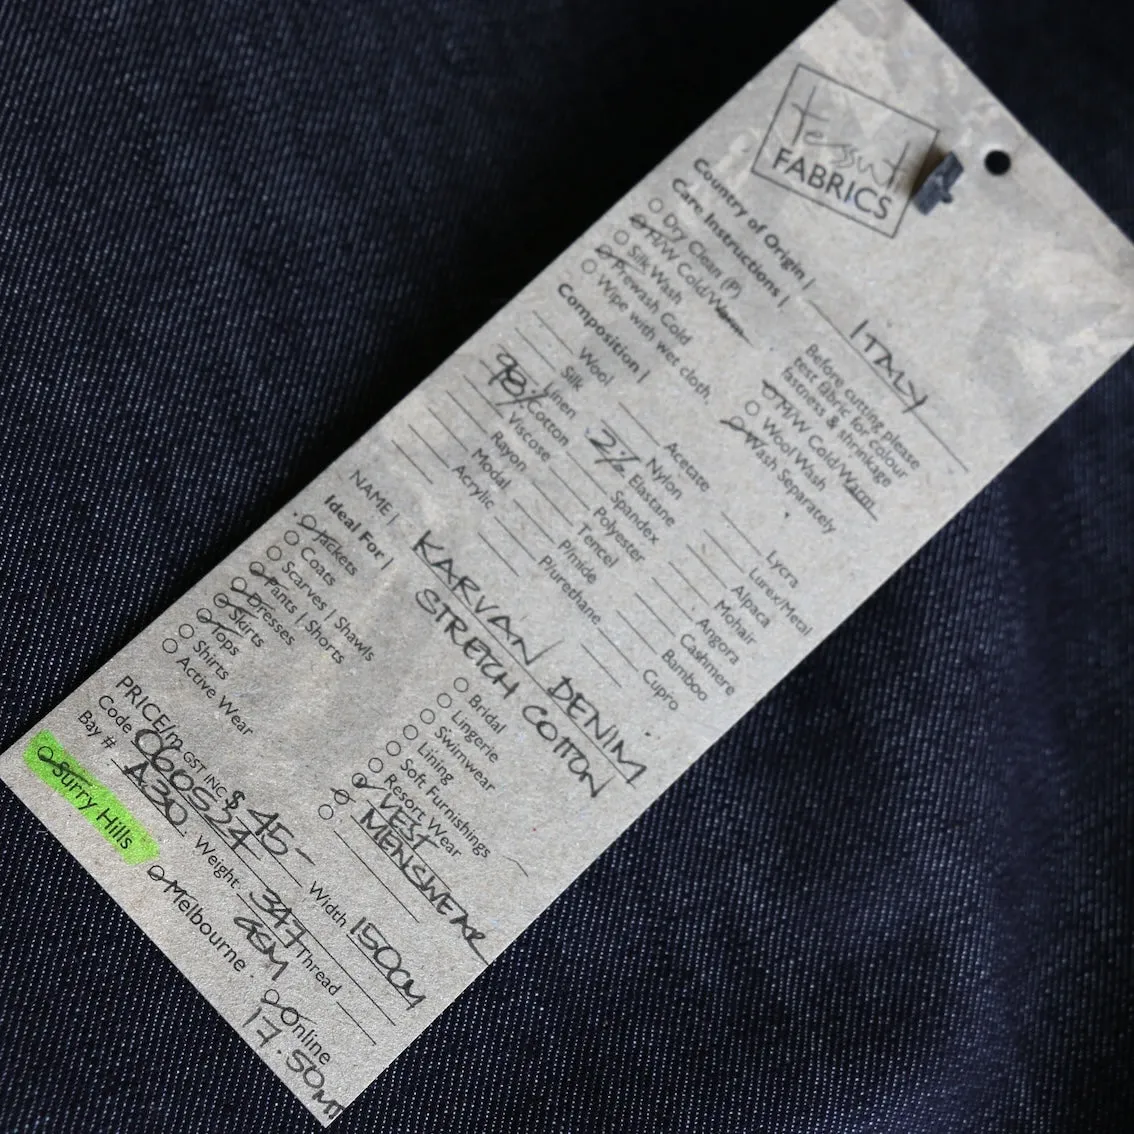 tessuti
FABRICS
Country of Origin | ITALY
Care Instructions |
Before cutting please
test fabric for colour
fastness & shrinkage
Dry Clean (P)
H/W Cold/Warm
Silk Wash
Prewash Cold
Wipe with wet cloth,
M/W Cold/Warm
Wool Wash
Wash Separately
Composition |
Wool
Silk
Linen
98% Cotton
Viscose
Rayon
Modal
Acrylic
Acetate
Nylon
2% Elastane
Spandex
Polyester
Tencel
P/mide
P/urethane
Lycra
Lurex/Metal
Alpaca
Mohair
Angora
Cashmere
Bamboo
Cupro
NAME | KARVAN DENIM
STRETCH COTTON
Ideal For |
Jackets
Coats
Scarves | Shawls
Pants | Shorts
Dresses
Skirts
Tops
Shirts
Active Wear
Bridal
Lingerie
Swimwear
Lining
Soft Furnishings
Resort Wear
VEST
MENSWEAR
PRICE/m GST INC $45-
Width 150CM
Code 0605324
Weight 347 GSM
Thread
Bay # A30
Surry Hills
Melbourne
Online
17.50MT